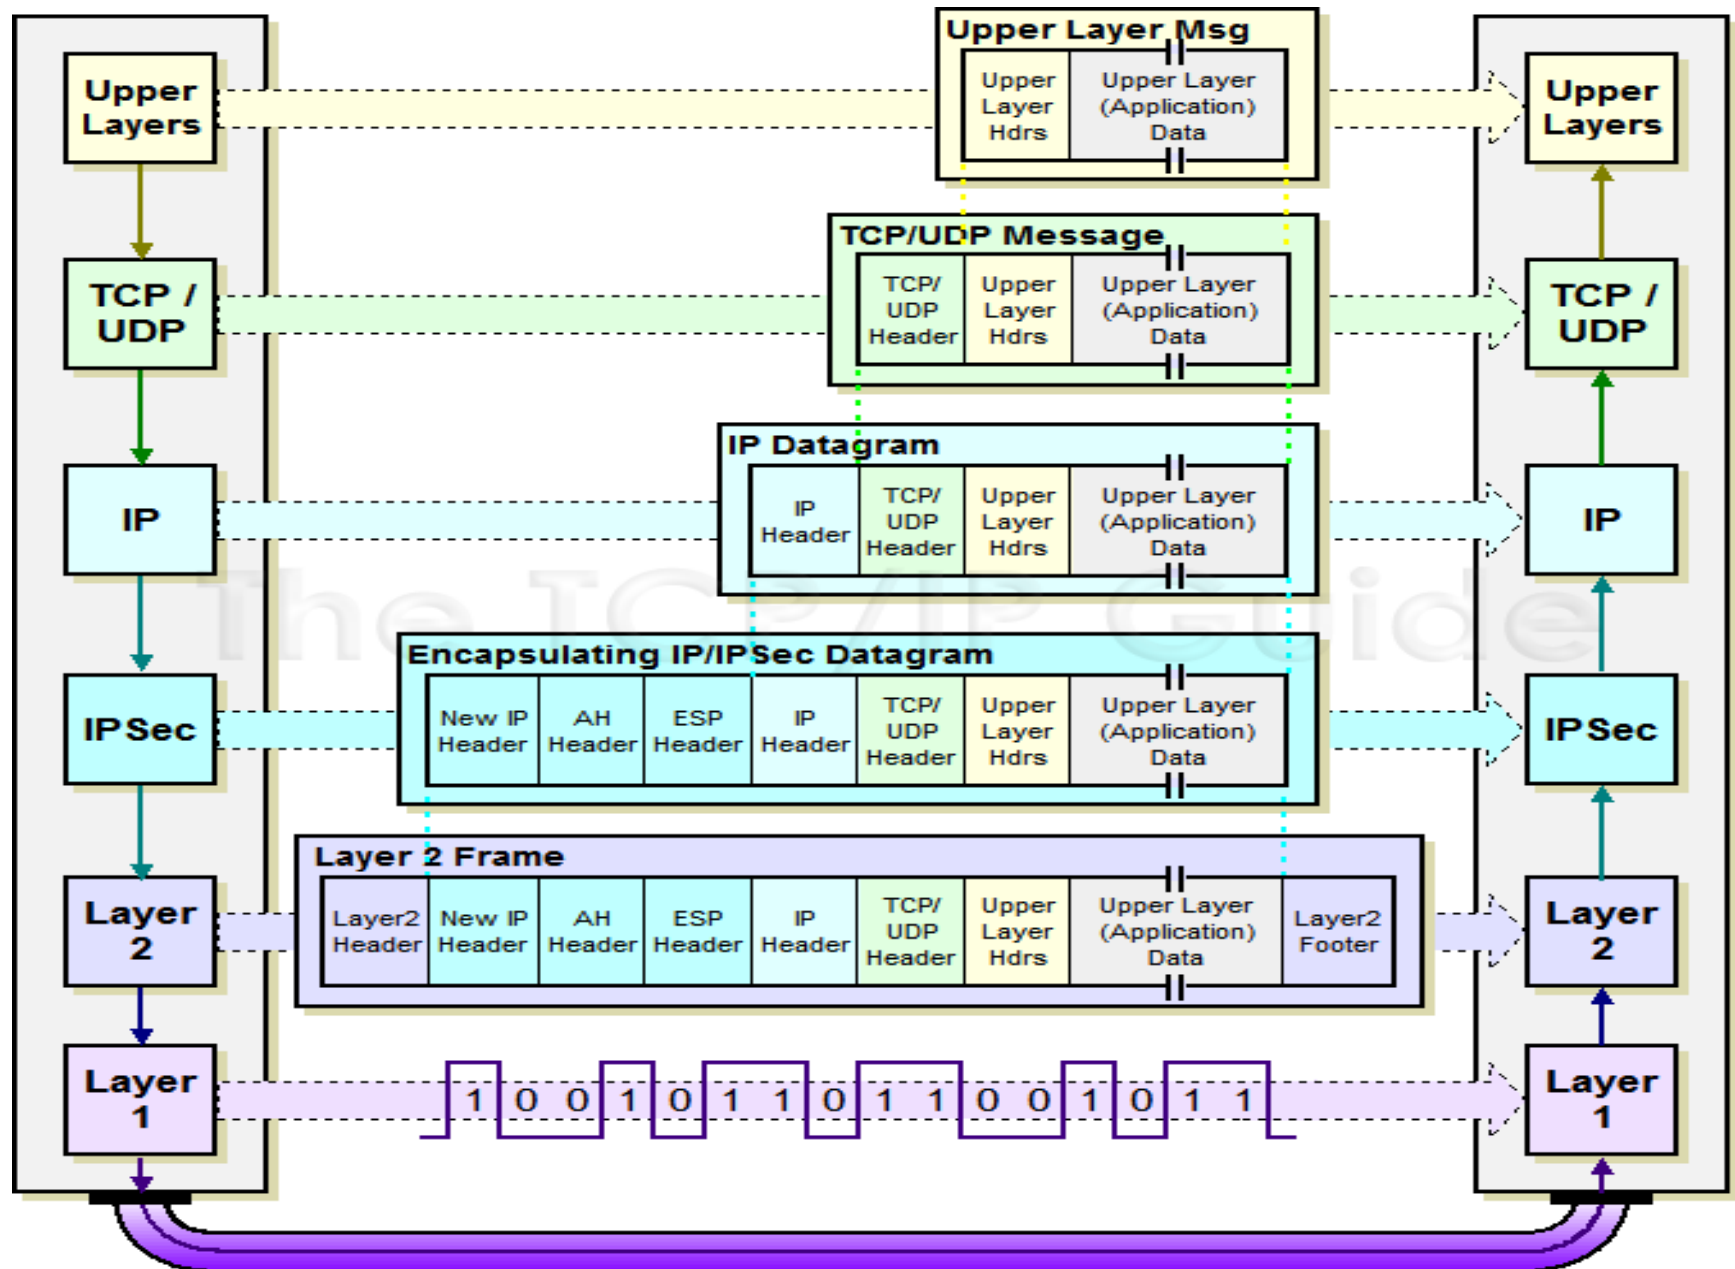 Upper Layer Msg
Upper
Layers
Upper
Layer
Hdrs
Upper Layer
(Application)
Data
Upper
Layers
TCP/UDP Message
TCP /
UDP
TCP/
UDP
Header
Upper
Layer
Hdrs
Upper Layer
(Application)
Data
TCP /
UDP
IP Datagram
IP
IP
Header
TCP/
UDP
Header
Upper
Layer
Hdrs
Upper Layer
(Application)
Data
IP
The TCP/IP Guide
Encapsulating IP/IPSec Datagram
IPSec
New IP
Header
AH
Header
ESP
Header
IP
Header
TCP/
UDP
Header
Upper
Layer
Hdrs
Upper Layer
(Application)
Data
IPSec
Layer 2 Frame
Layer
2
Layer2
Header
New IP
Header
AH
Header
ESP
Header
IP
Header
TCP/
UDP
Header
Upper
Layer
Hdrs
Upper Layer
(Application)
Data
Layer2
Footer
Layer
2
Layer
1
1 0 0 1 0 1 1 0 1 1 0 0 1 0 1 1
Layer
1